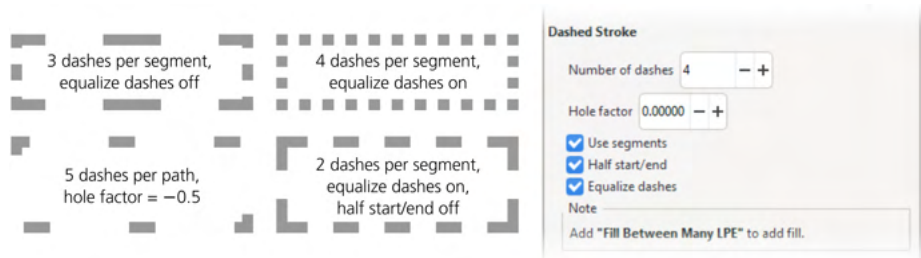 3 dashes per segment,
equalize dashes off
4 dashes per segment,
equalize dashes on
5 dashes per path,
hole factor = −0.5
2 dashes per segment,
equalize dashes on,
half start/end off
Dashed Stroke
Number of dashes 4 − +
Hole factor 0.00000 − +
Use segments
Half start/end
Equalize dashes
Note
Add "Fill Between Many LPE" to add fill.